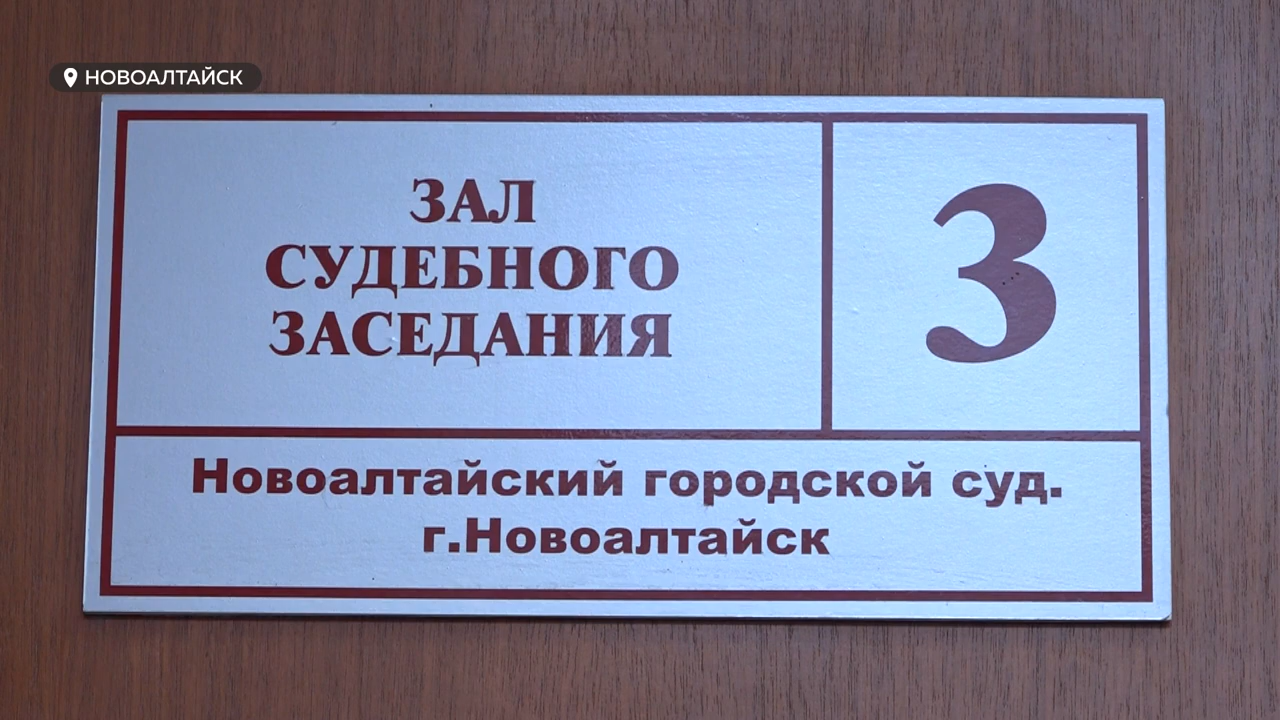 НОВОАЛТАЙСК
ЗАЛ
СУДЕБНОГО
ЗАСЕДАНИЯ
3
Новоалтайский городской суд.
г.Новоалтайск